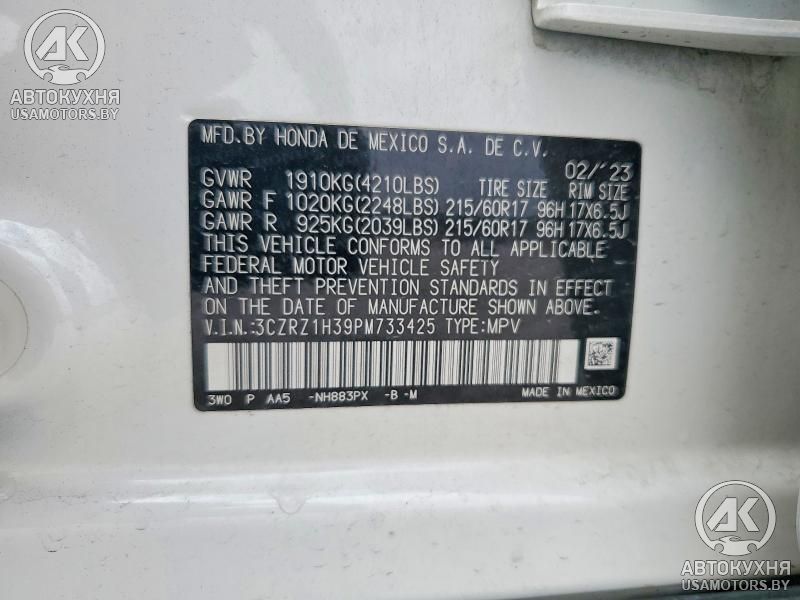 АК
АВТОКУХНЯ
USAMOTORS.BY
MFD.BY HONDA DE MEXICO S.A. DE C.V.
02/'23
GVWR 1910KG(4210LBS) TIRE SIZE RIM SIZE
GAWR F 1020KG(2248LBS) 215/60R17 96H 17X6.5J
GAWR R 925KG(2039LBS) 215/60R17 96H 17X6.5J
THIS VEHICLE CONFORMS TO ALL APPLICABLE
FEDERAL MOTOR VEHICLE SAFETY
AND THEFT PREVENTION STANDARDS IN EFFECT
ON THE DATE OF MANUFACTURE SHOWN ABOVE.
V.I.N.:3CZRZ1H39PM733425 TYPE:MPV
3W0 P AA5 -NH883PX -B -M MADE IN MEXICO
АК
АВТОКУХНЯ
USAMOTORS.BY